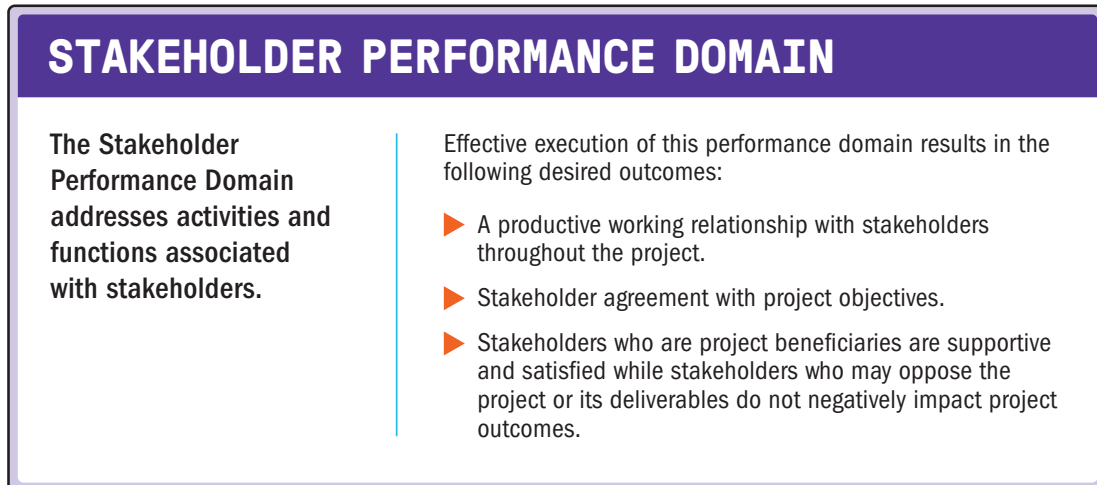 STAKEHOLDER PERFORMANCE DOMAIN
The Stakeholder
Performance Domain
addresses activities and
functions associated
with stakeholders.
Effective execution of this performance domain results in the
following desired outcomes:
A productive working relationship with stakeholders
throughout the project.
Stakeholder agreement with project objectives.
Stakeholders who are project beneficiaries are supportive
and satisfied while stakeholders who may oppose the
project or its deliverables do not negatively impact project
outcomes.